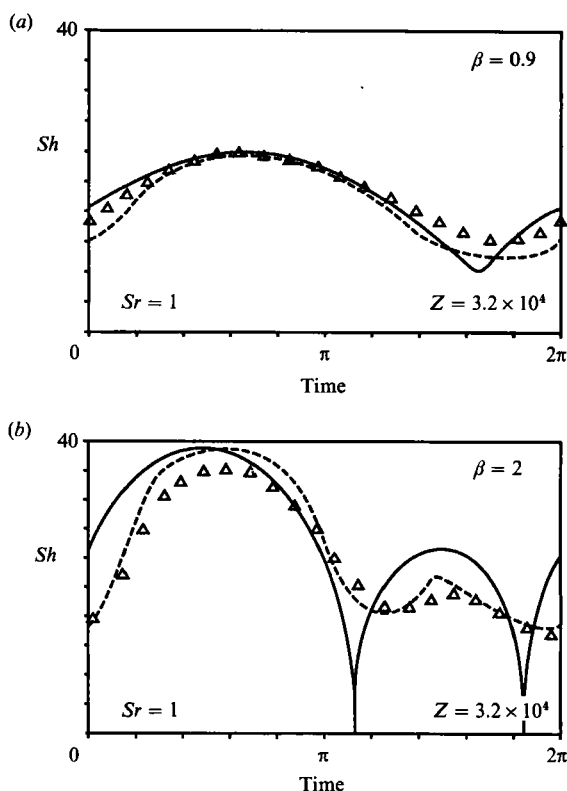 (a)
40
β = 0.9
Sh
Sr = 1
Z = 3.2 × 10⁴
0
π
2π
Time
(b)
40
β = 2
Sh
Sr = 1
Z = 3.2 × 10⁴
0
π
2π
Time